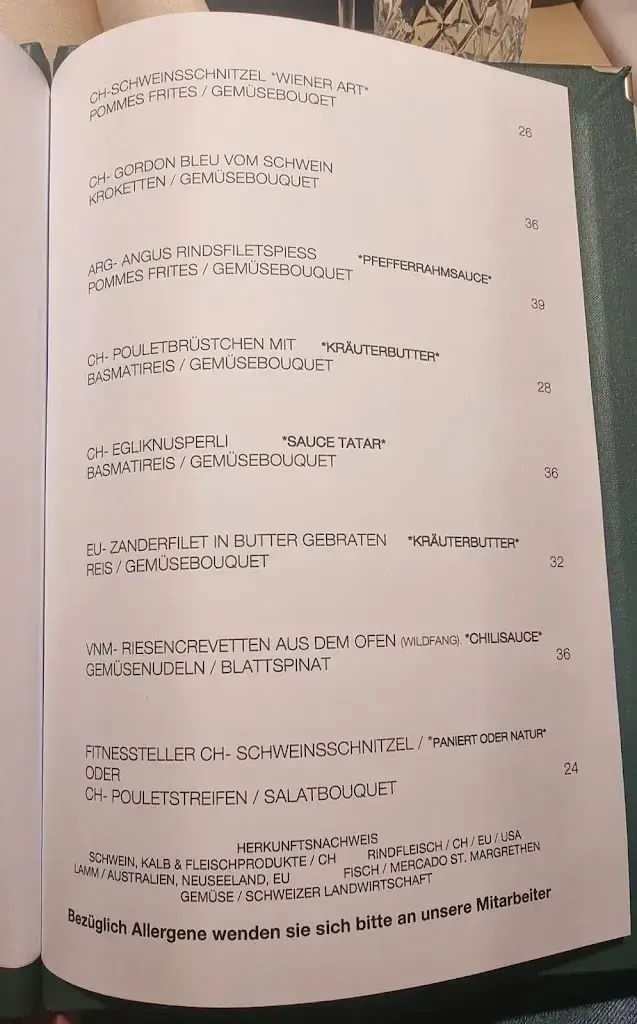 CH-SCHWEINSSCHNITZEL *WIENER ART*
POMMES FRITES / GEMÜSEBOUQET
26
CH- GORDON BLEU VOM SCHWEIN
KROKETTEN / GEMÜSEBOUQUET
36
ARG- ANGUS RINDSFILETSPIESS *PFEFFERRAHMSAUCE*
POMMES FRITES / GEMÜSEBOUQUET
39
CH- POULETBRÜSTCHEN MIT *KRÄUTERBUTTER*
BASMATIREIS / GEMÜSEBOUQUET
28
CH- EGLIKNUSPERLI *SAUCE TATAR*
BASMATIREIS / GEMÜSEBOUQUET
36
EU- ZANDERFILET IN BUTTER GEBRATEN *KRÄUTERBUTTER*
REIS / GEMÜSEBOUQUET
32
VNM- RIESENCREVETTEN AUS DEM OFEN (WILDFANG). *CHILISAUCE*
GEMÜSENUDELN / BLATTSPINAT
36
FITNESSTELLER CH- SCHWEINSSCHNITZEL / *PANIERT ODER NATUR*
ODER
24
CH- POULETSTREIFEN / SALATBOUQUET
HERKUNFTSNACHWEIS
SCHWEIN, KALB & FLEISCHPRODUKTE / CH RINDFLEISCH / CH / EU / USA
LAMM / AUSTRALIEN, NEUSEELAND, EU FISCH / MERCADO ST. MARGRETHEN
GEMÜSE / SCHWEIZER LANDWIRTSCHAFT
Bezüglich Allergene wenden sie sich bitte an unsere Mitarbeiter